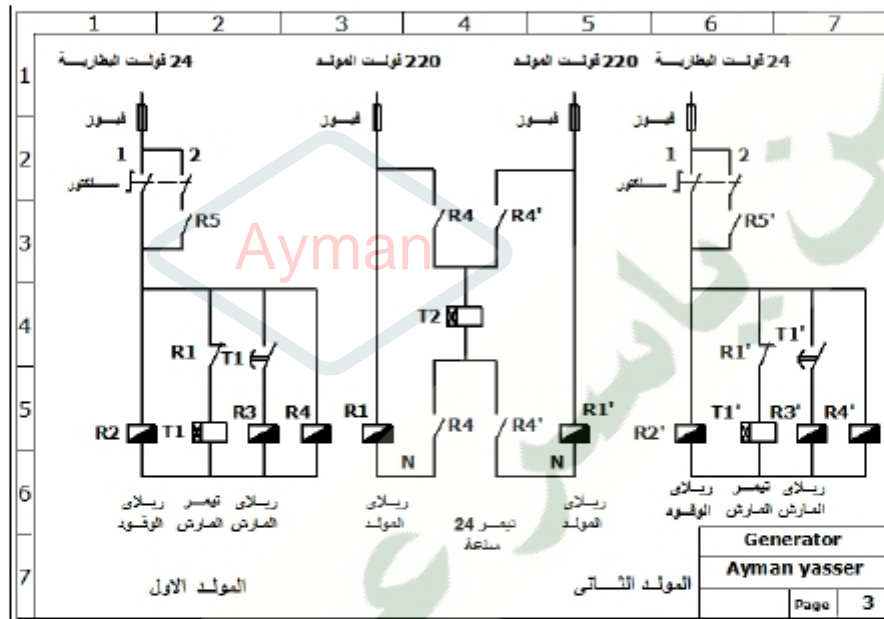 1 2 3 4 5 6 7
1
2
3
4
5
6
7
24 فولت البطارية
220 فولت المولد
220 فولت المولد
24 فولت البطارية
فيوز
فيوز
فيوز
فيوز
1 2
1 2
R5
R4 R4'
R5'
Ayman
T2
R1 T1
R1' T1'
R2 T1 R3 R4 R1
R4 R4' R1'
R2' T1' R3' R4'
N N
ريلاى الوقود
تيمر المارش
ريلاى المارش
ريلاى المولد
تيمر 24 ساعة
ريلاى المولد
ريلاى الوقود
تيمر المارش
ريلاى المارش
المولد الاول
المولد الثانى
Generator
Ayman yasser
Page 3